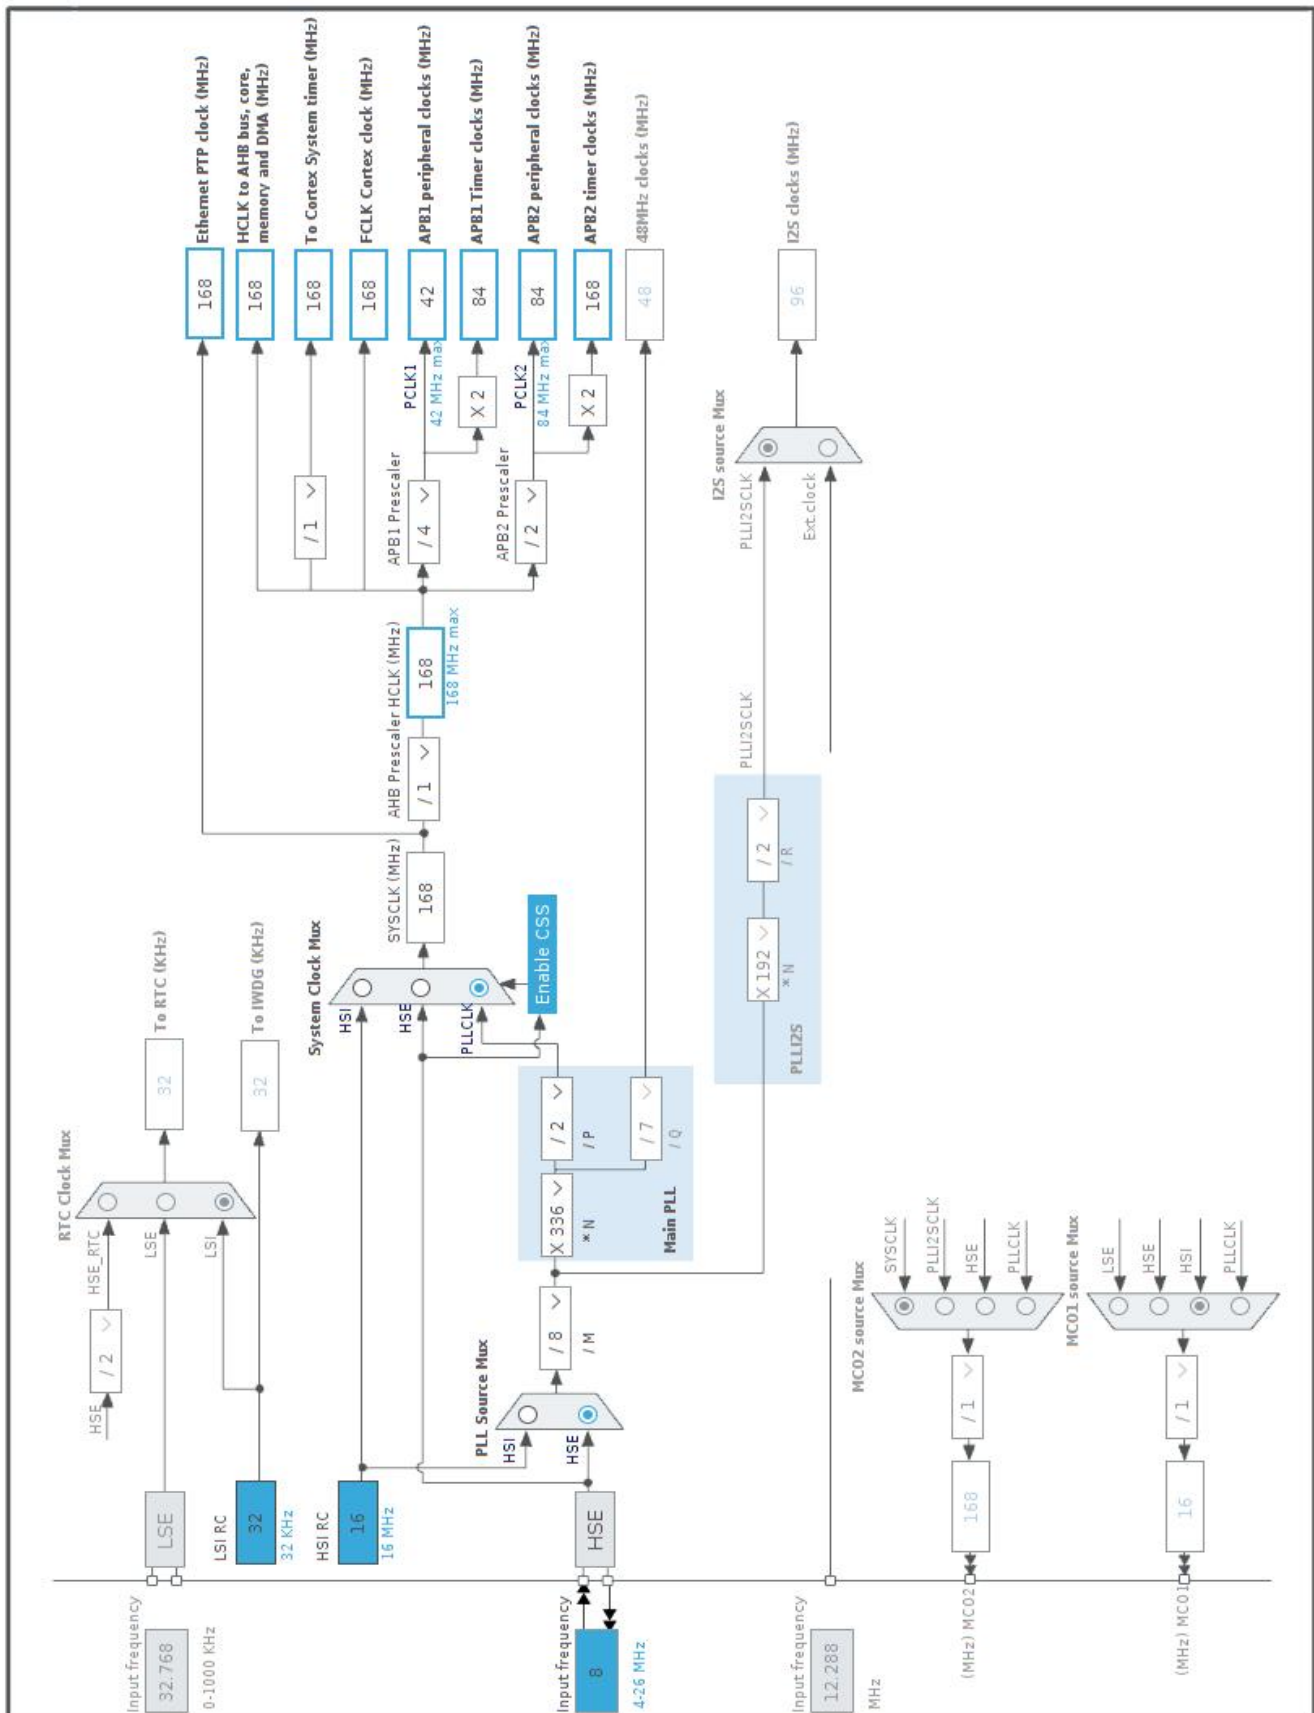 RTC Clock Mux
HSE
/ 2
HSE_RTC
LSE
LSI
32
To RTC (KHz)
32
To IWDG (KHz)
Input frequency
32.768
0-1000 KHz
LSE
LSI RC
32
32 KHz
HSI RC
16
16 MHz
System Clock Mux
HSI
HSE
PLLCLK
Enable CSS
SYSCLK (MHz)
168
AHB Prescaler
/ 1
HCLK (MHz)
168
168 MHz max
168
Ethernet PTP clock (MHz)
168
HCLK to AHB bus, core,
memory and DMA (MHz)
/ 1
168
To Cortex System timer (MHz)
168
FCLK Cortex clock (MHz)
APB1 Prescaler
/ 4
PCLK1
42 MHz max
42
APB1 peripheral clocks (MHz)
X 2
84
APB1 Timer clocks (MHz)
APB2 Prescaler
/ 2
PCLK2
84 MHz max
84
APB2 peripheral clocks (MHz)
X 2
168
APB2 timer clocks (MHz)
48
48MHz clocks (MHz)
Input frequency
8
4-26 MHz
HSE
PLL Source Mux
HSI
HSE
/ 8
/ M
X 336
* N
/ 2
/ P
/ 7
/ Q
Main PLL
X 192
* N
/ 2
/ R
PLLI2S
PLLI2SCLK
I2S source Mux
PLLI2SCLK
Ext.clock
96
I2S clocks (MHz)
Input frequency
12.288
MHz
MCO2 source Mux
SYSCLK
PLLI2SCLK
HSE
PLLCLK
/ 1
168
(MHz) MCO2
MCO1 source Mux
LSE
HSE
HSI
PLLCLK
/ 1
16
(MHz) MCO1